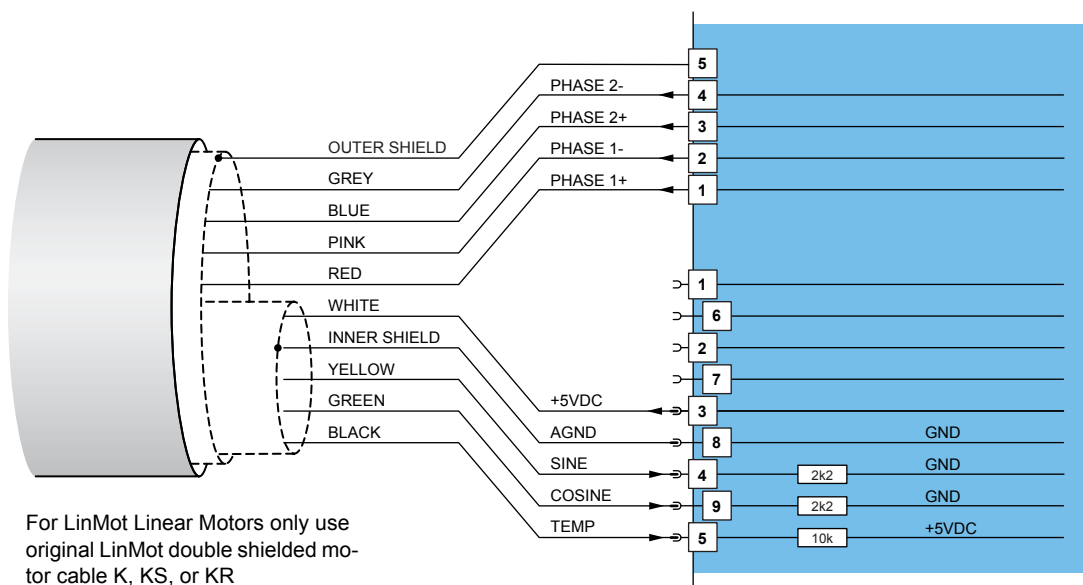 5
PHASE 2-
4
PHASE 2+
3
OUTER SHIELD
PHASE 1-
2
GREY
PHASE 1+
1
BLUE
PINK
RED
1
WHITE
6
INNER SHIELD
2
YELLOW
7
GREEN
+5VDC
3
BLACK
AGND
8
GND
SINE
4
2k2
GND
COSINE
9
2k2
GND
TEMP
5
10k
+5VDC
For LinMot Linear Motors only use
original LinMot double shielded mo-
tor cable K, KS, or KR